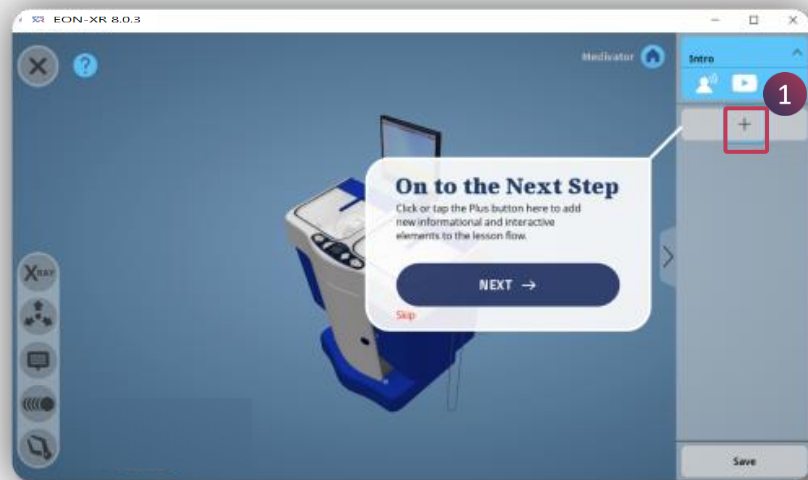 EON-XR 8.0.3
Medivator
Intro
1
On to the Next Step
Click or tap the Plus button here to add
new informational and interactive
elements to the lesson flow.
NEXT →
Skip
XRAY
Save